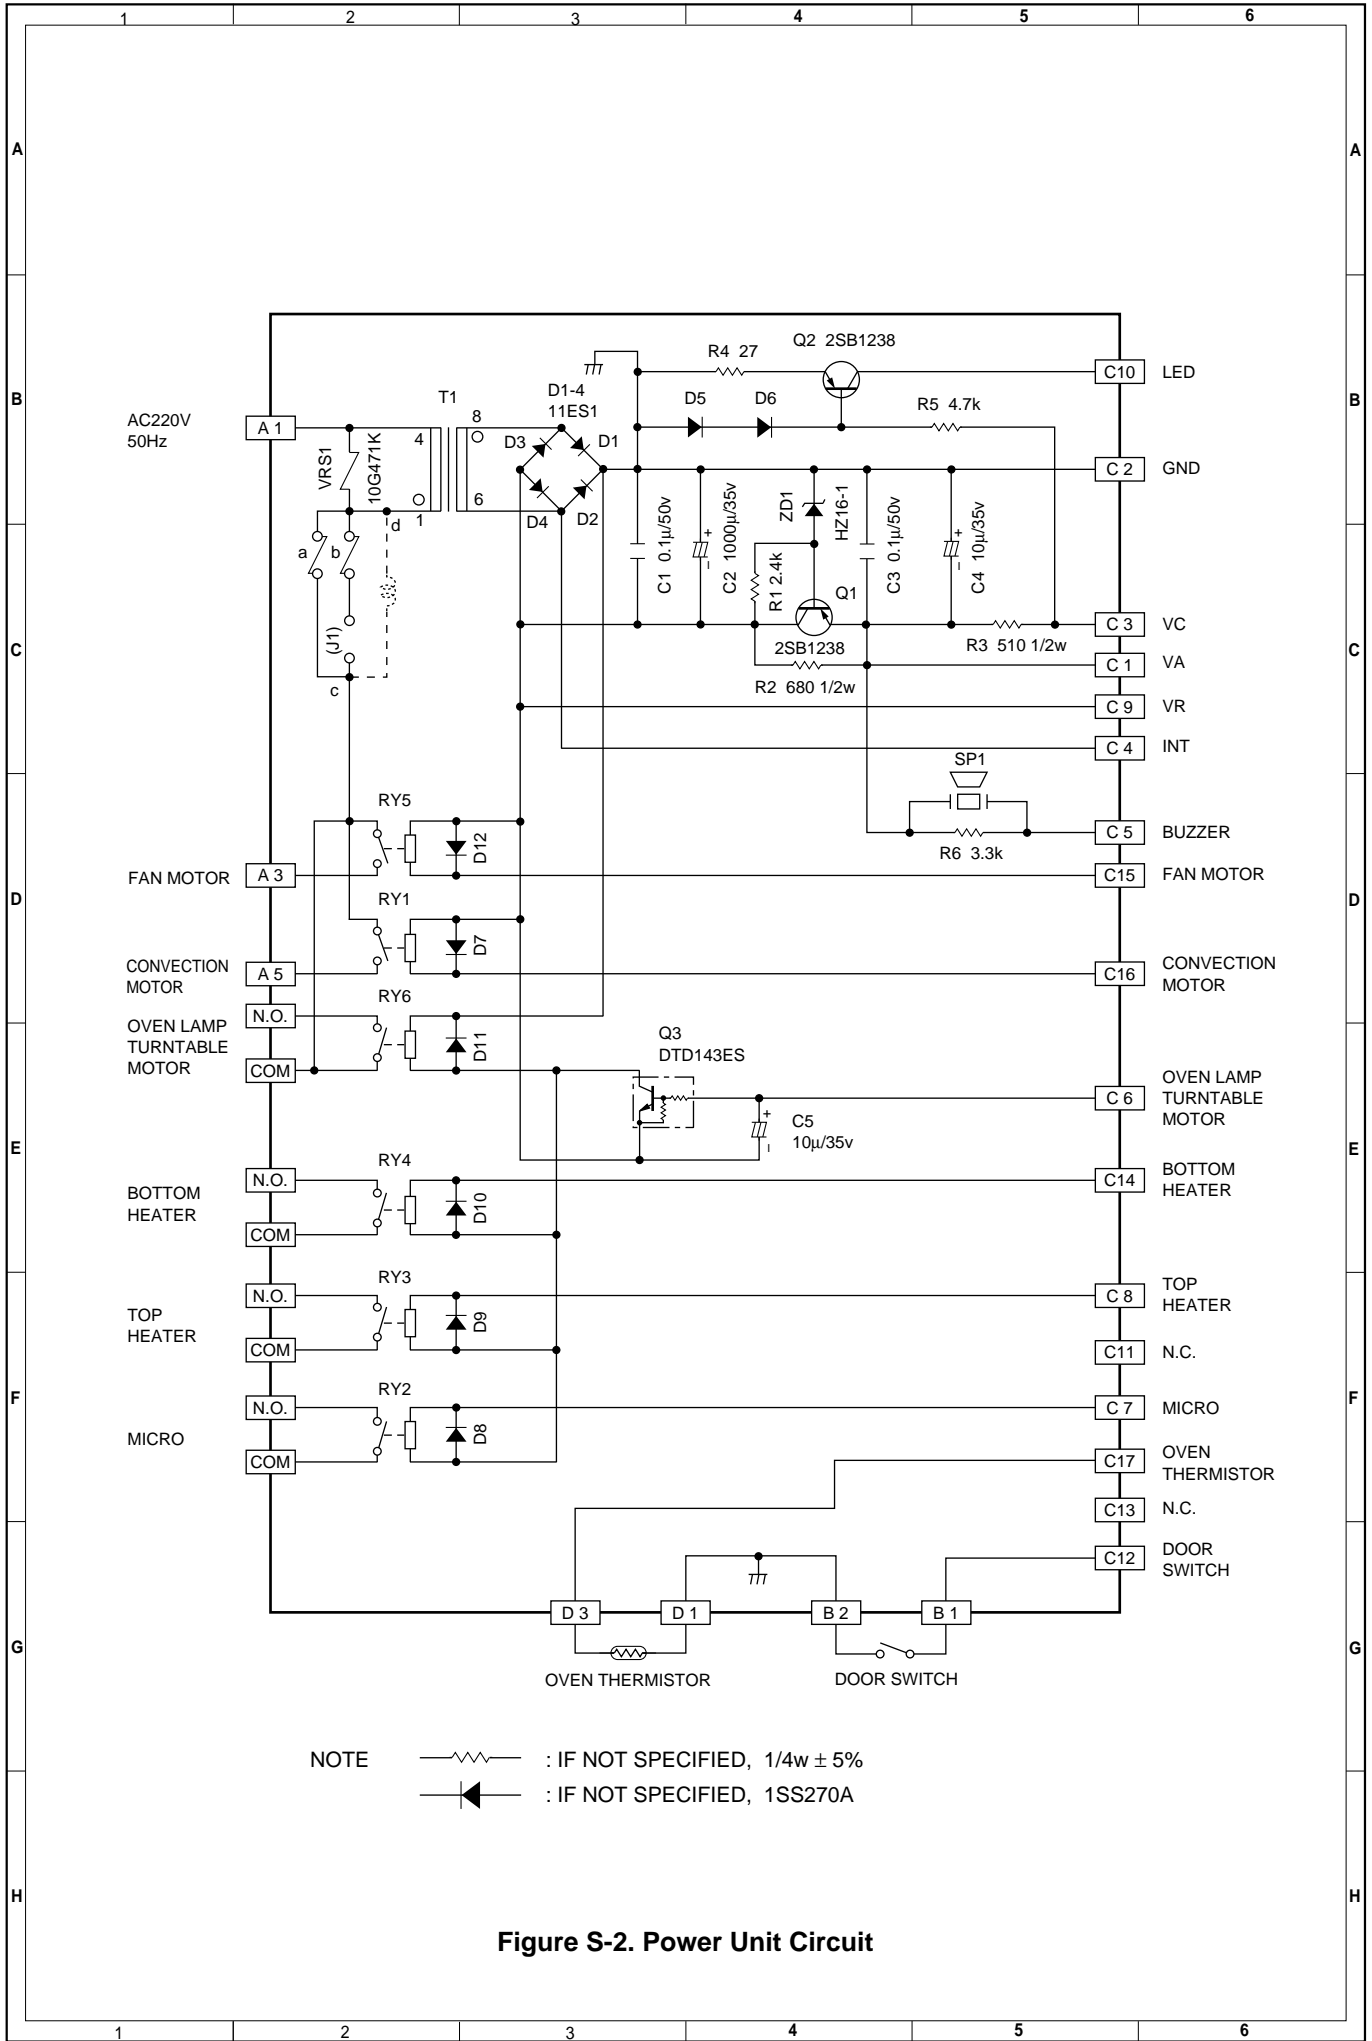 1 2 3 4 5 6
A A
B B
C C
D D
E E
F F
G G
H H
AC220V
50Hz
A 1
VRS1
10G471K
T1
4
1
8
6
D1-4
11ES1
D3
D1
D4
D2
R4 27
Q2 2SB1238
C10 LED
D5
D6
R5 4.7k
C 2 GND
C1 0.1µ/50v
C2 1000µ/35v
+
–
ZD1
HZ16-1
R1 2.4k
Q1
2SB1238
C3 0.1µ/50v
C4 10µ/35v
+
–
a
b
d
(J1)
c
R3 510 1/2w
C 3 VC
R2 680 1/2w
C 1 VA
C 9 VR
C 4 INT
SP1
R6 3.3k
C 5 BUZZER
RY5
D12
FAN MOTOR
A 3
C15 FAN MOTOR
RY1
D7
CONVECTION
MOTOR
A 5
C16
CONVECTION
MOTOR
RY6
D11
N.O.
OVEN LAMP
TURNTABLE
MOTOR
COM
Q3
DTD143ES
C5
10µ/35v
+
–
C 6
OVEN LAMP
TURNTABLE
MOTOR
RY4
D10
N.O.
BOTTOM
HEATER
COM
C14
BOTTOM
HEATER
RY3
D9
N.O.
TOP
HEATER
COM
C 8
TOP
HEATER
C11 N.C.
RY2
D8
N.O.
MICRO
COM
C 7 MICRO
C17
OVEN
THERMISTOR
C13 N.C.
C12
DOOR
SWITCH
D 3 D 1 B 2 B 1
OVEN THERMISTOR
DOOR SWITCH
NOTE : IF NOT SPECIFIED, 1/4w ± 5%
: IF NOT SPECIFIED, 1SS270A
Figure S-2. Power Unit Circuit
1 2 3 4 5 6